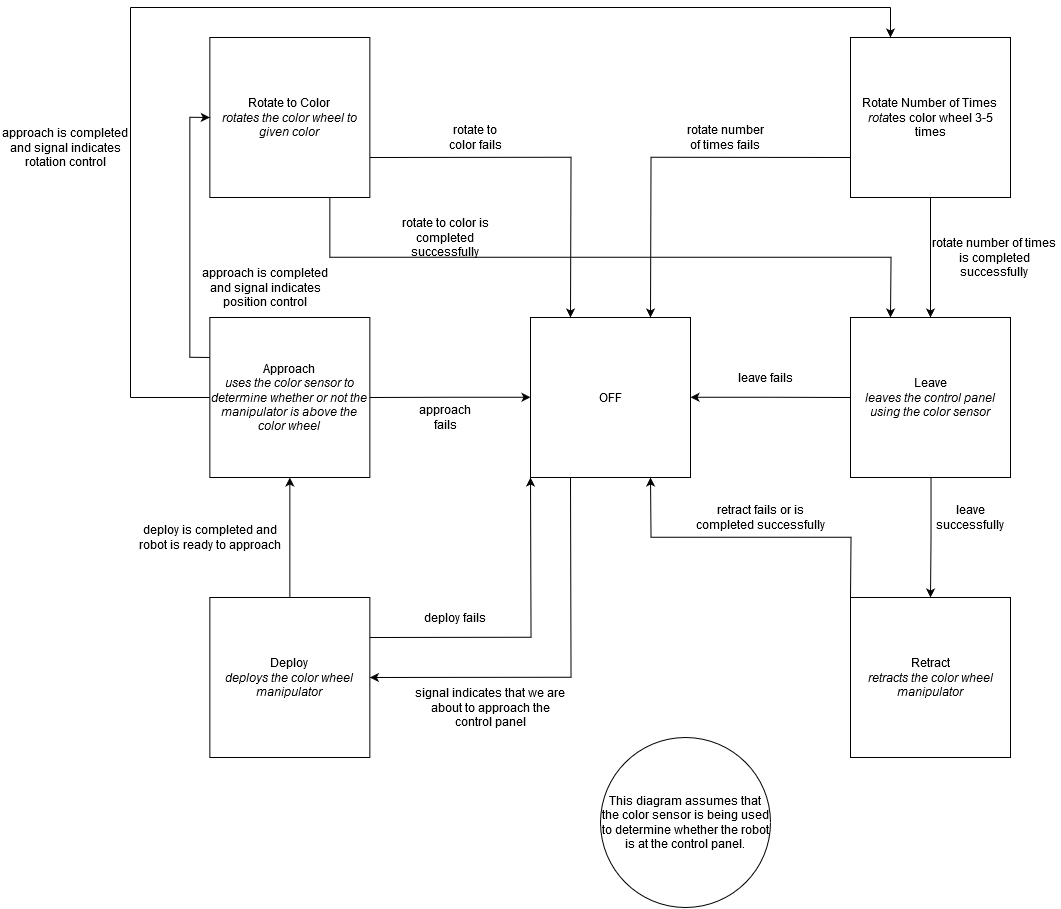 approach is completed
and signal indicates
rotation control
Rotate to Color
rotates the color wheel to
given color
rotate to
color fails
rotate number
of times fails
Rotate Number of Times
rotates color wheel 3-5
times
rotate to color is
completed
successfully
rotate number of times
is completed
successfully
approach is completed
and signal indicates
position control
Approach
uses the color sensor to
determine whether or not the
manipulator is above the
color wheel
approach
fails
OFF
leave fails
Leave
leaves the control panel
using the color sensor
deploy is completed and
robot is ready to approach
retract fails or is
completed successfully
leave
successfully
deploy fails
Deploy
deploys the color wheel
manipulator
signal indicates that we are
about to approach the
control panel
Retract
retracts the color wheel
manipulator
This diagram assumes that
the color sensor is being used
to determine whether the robot
is at the control panel.